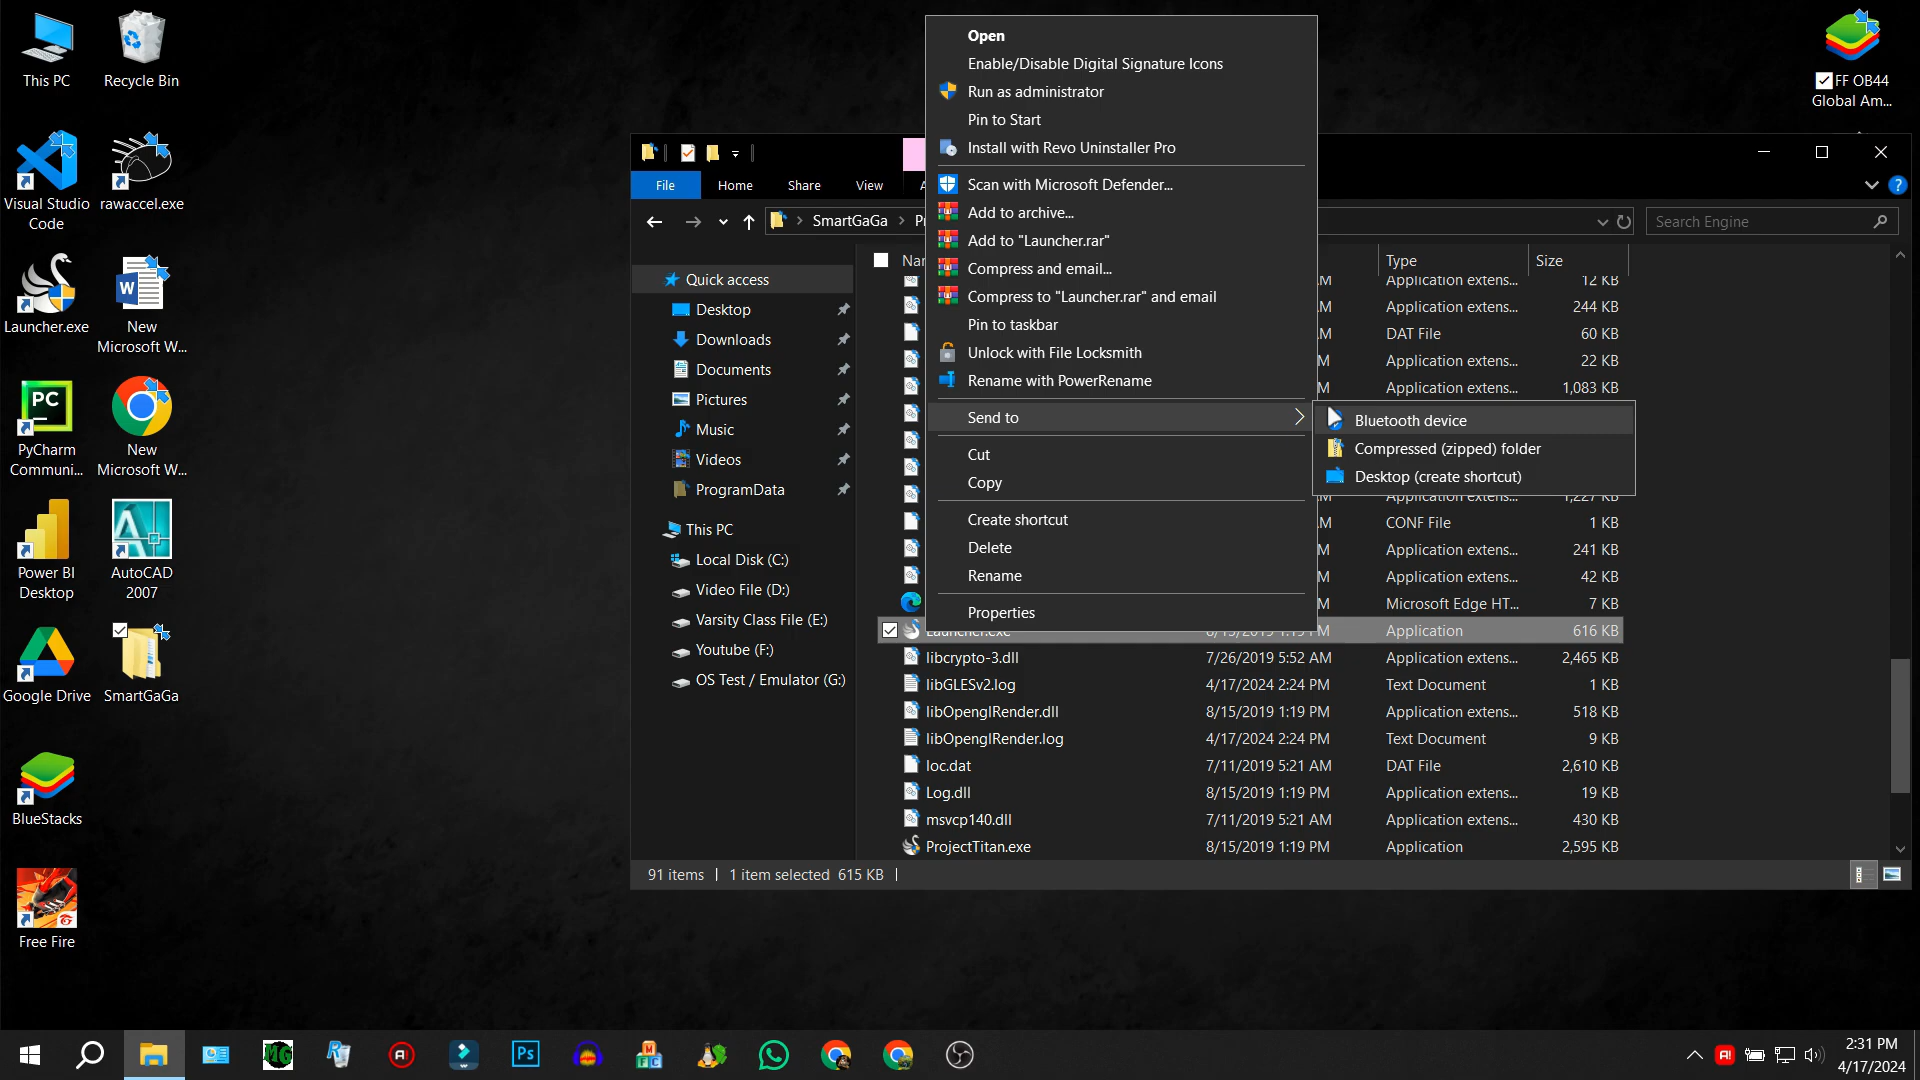 This PC
Recycle Bin
Visual Studio
Code
rawaccel.exe
Launcher.exe
New
Microsoft W...
PC
PyCharm
Communi...
New
Microsoft W...
Power BI
Desktop
AutoCAD
2007
Google Drive
SmartGaGa
BlueStacks
Free Fire
FF OB44
Global Am...
File
Home
Share
View
SmartGaGa
Search Engine
Quick access
Desktop
Downloads
Documents
Pictures
Music
Videos
ProgramData
This PC
Local Disk (C:)
Video File (D:)
Varsity Class File (E:)
Youtube (F:)
OS Test / Emulator (G:)
Open
Enable/Disable Digital Signature Icons
Run as administrator
Pin to Start
Install with Revo Uninstaller Pro
Scan with Microsoft Defender...
Add to archive...
Add to "Launcher.rar"
Compress and email...
Compress to "Launcher.rar" and email
Pin to taskbar
Unlock with File Locksmith
Rename with PowerRename
Send to
Cut
Copy
Create shortcut
Delete
Rename
Properties
Bluetooth device
Compressed (zipped) folder
Desktop (create shortcut)
Type Size
Application extens... 12 KB
Application extens... 244 KB
DAT File 60 KB
Application extens... 22 KB
Application extens... 1,083 KB
Application extens... 1,227 KB
CONF File 1 KB
Application extens... 241 KB
Application extens... 42 KB
Microsoft Edge HT... 7 KB
Launcher.exe 8/15/2019 1:19 PM Application 616 KB
libcrypto-3.dll 7/26/2019 5:52 AM Application extens... 2,465 KB
libGLESv2.log 4/17/2024 2:24 PM Text Document 1 KB
libOpenglRender.dll 8/15/2019 1:19 PM Application extens... 518 KB
libOpenglRender.log 4/17/2024 2:24 PM Text Document 9 KB
loc.dat 7/11/2019 5:21 AM DAT File 2,610 KB
Log.dll 8/15/2019 1:19 PM Application extens... 19 KB
msvcp140.dll 7/11/2019 5:21 AM Application extens... 430 KB
ProjectTitan.exe 8/15/2019 1:19 PM Application 2,595 KB
91 items 1 item selected 615 KB
MG
Ps
2:31 PM
4/17/2024